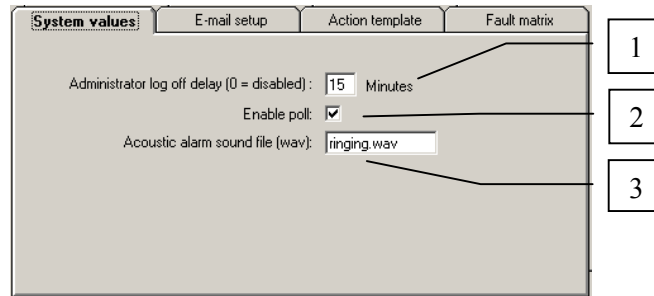 System values E-mail setup Action template Fault matrix
1
Administrator log off delay (0 = disabled) : 15 Minutes
Enable poll:
2
Acoustic alarm sound file (wav): ringing.wav
3